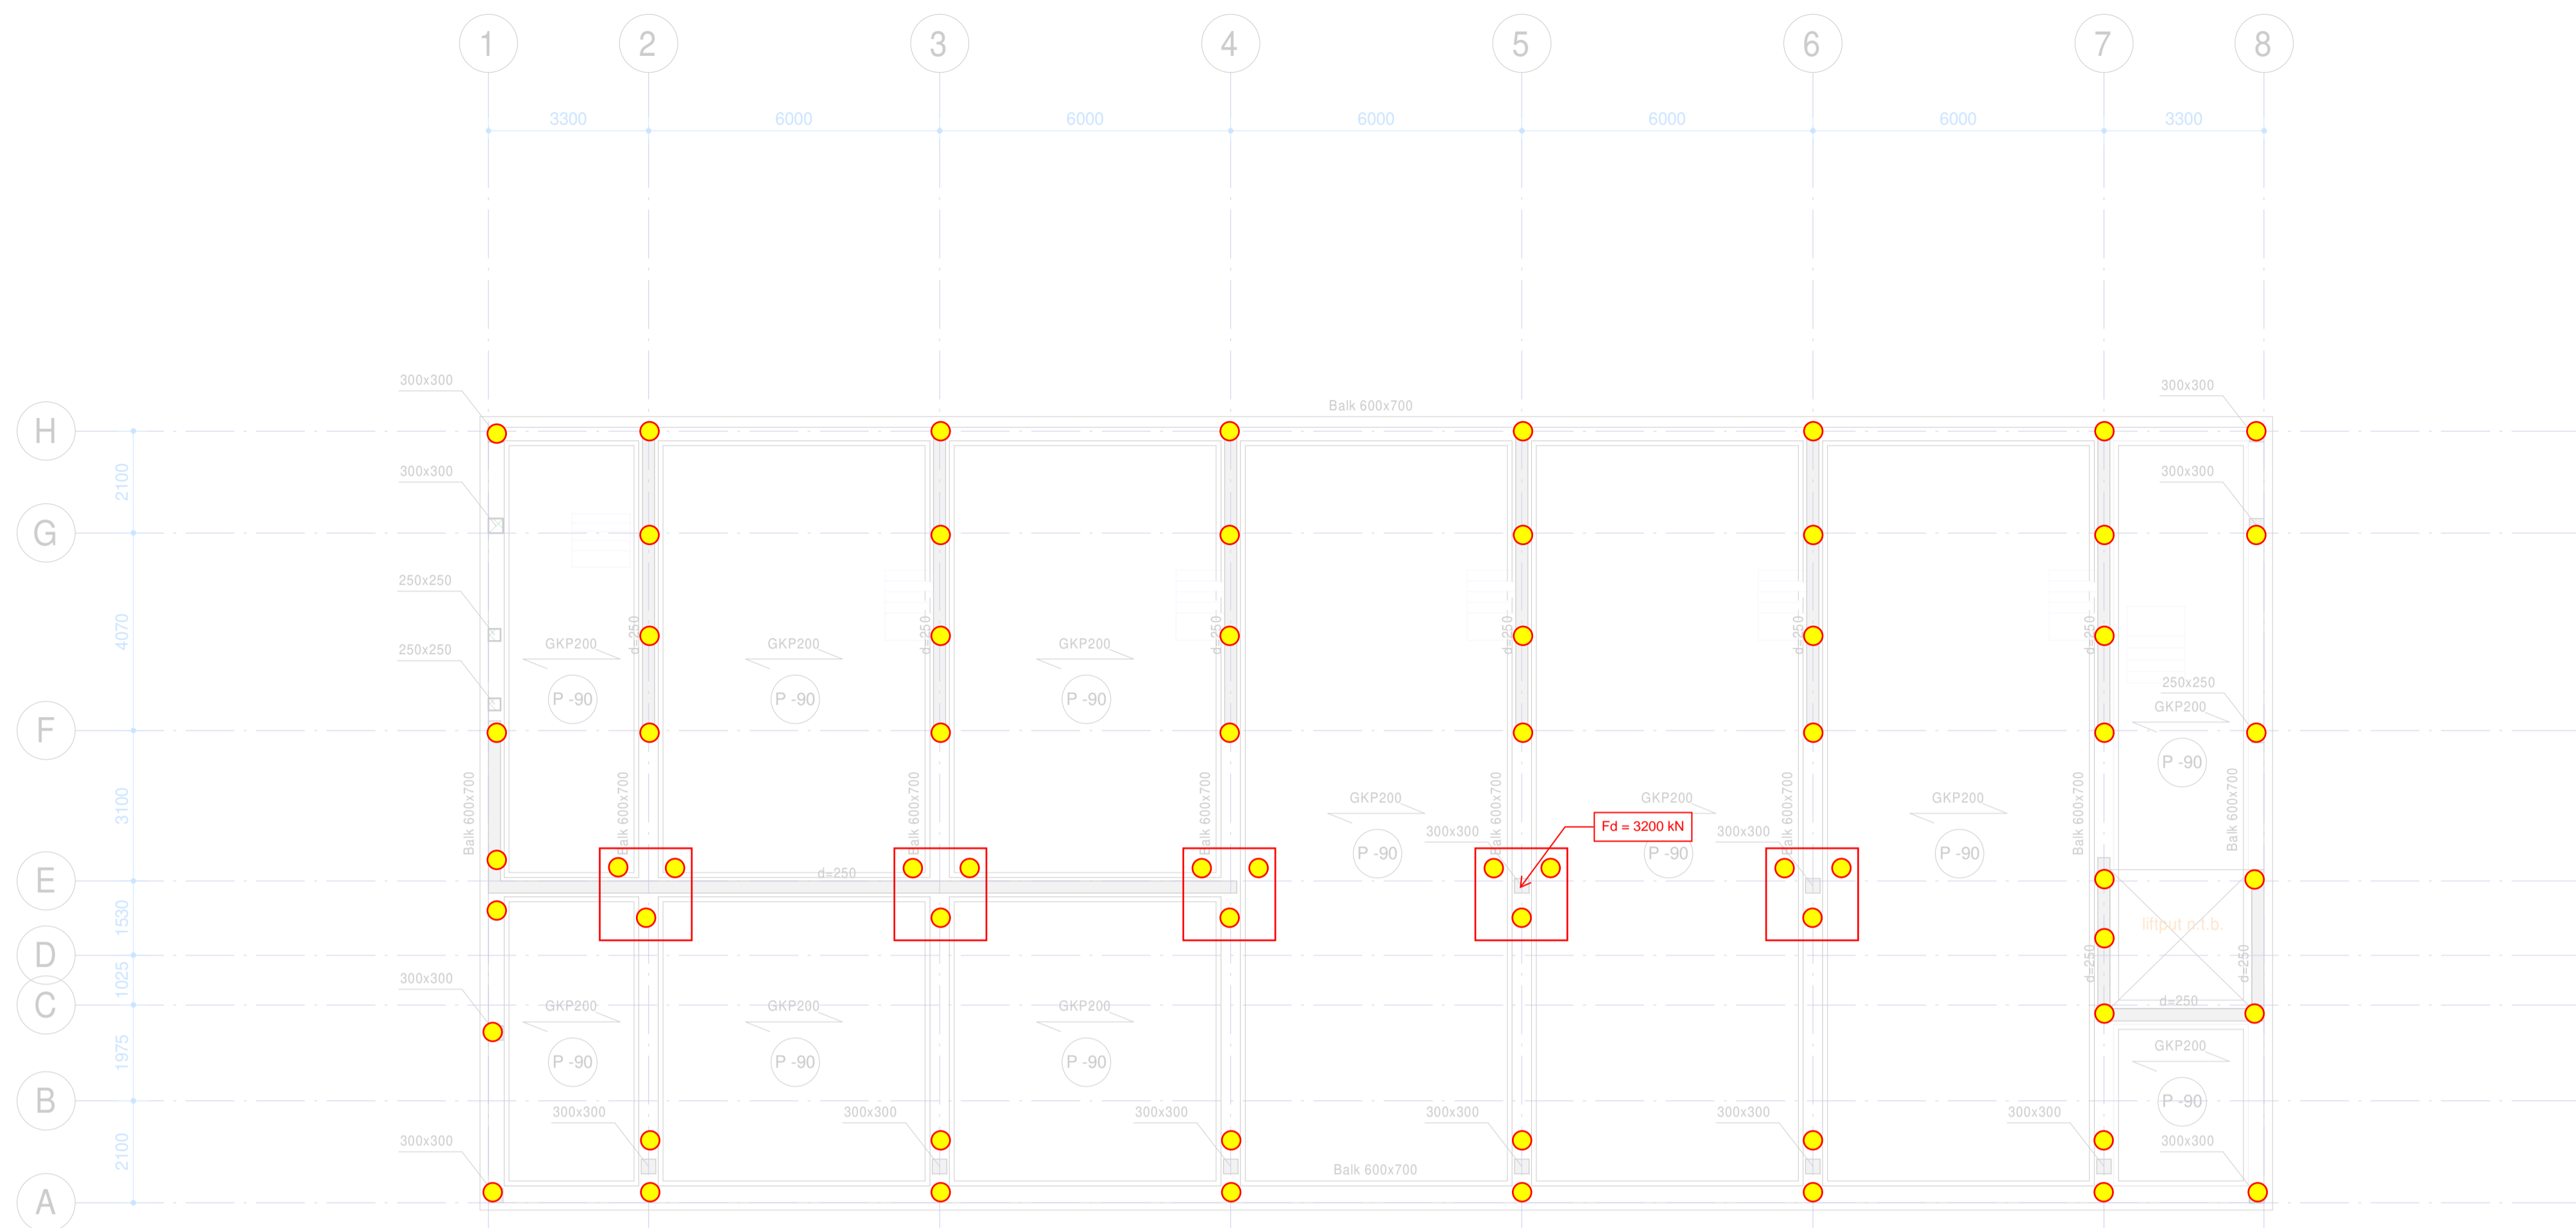 1 2 3 4 5 6 7 8
3300 6000 6000 6000 6000 6000 3300
300x300
300x300
Balk 600x700
H
2100
300x300
300x300
G
250x250
4070
d=250 d=250 d=250 d=250 d=250 d=250
GKP200 GKP200 GKP200
250x250
250x250
P -90 P -90 P -90
GKP200
F
P -90
3100
Balk 600x700 Balk 600x700 Balk 600x700 Balk 600x700 Balk 600x700 Balk 600x700 Balk 600x700 Balk 600x700
GKP200 GKP200 GKP200
Fd = 3200 kN
300x300 300x300
P -90 P -90 P -90
d=250
E
1530
liftput n.t.b.
D
d=250 d=250
1025
300x300
d=250
C
GKP200 GKP200 GKP200
1975
GKP200
P -90 P -90 P -90
B
P -90
300x300 300x300 300x300 300x300 300x300 300x300
2100
300x300
300x300
Balk 600x700
A